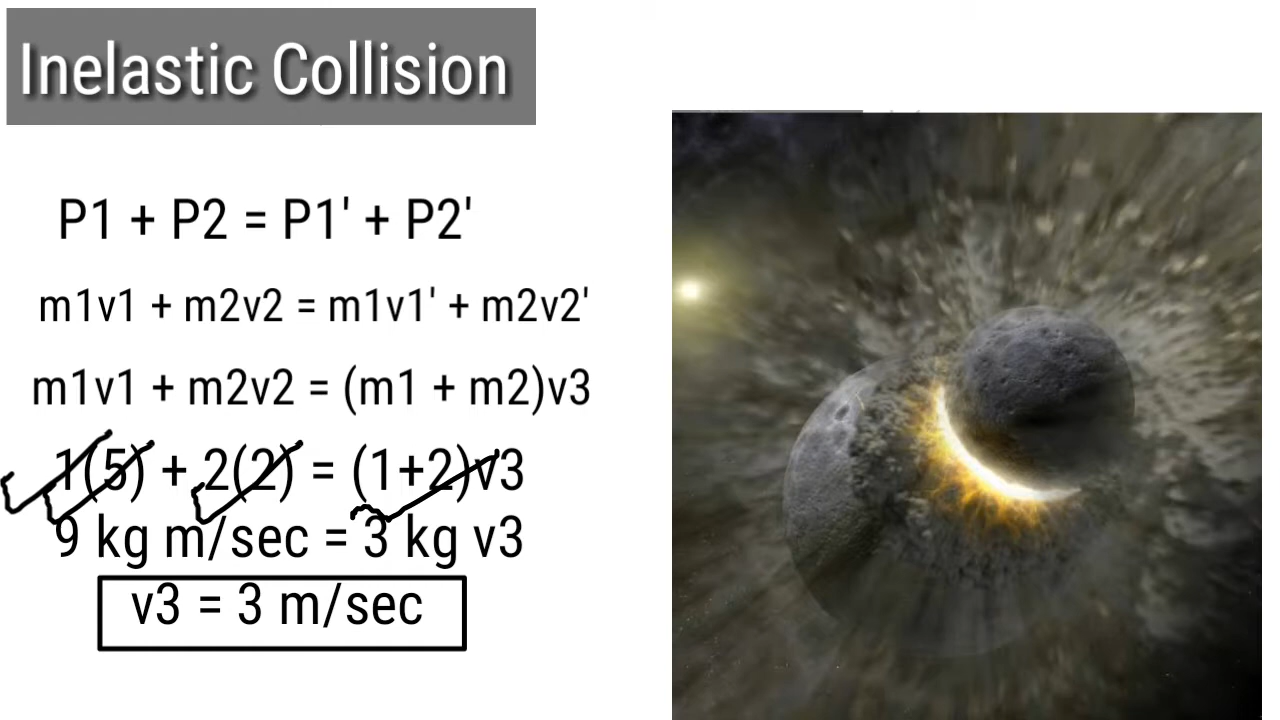 Inelastic Collision
P1 + P2 = P1' + P2'
m1v1 + m2v2 = m1v1' + m2v2'
m1v1 + m2v2 = (m1 + m2)v3
1(5) + 2(2) = (1+2)v3
9 kg m/sec = 3 kg v3
v3 = 3 m/sec